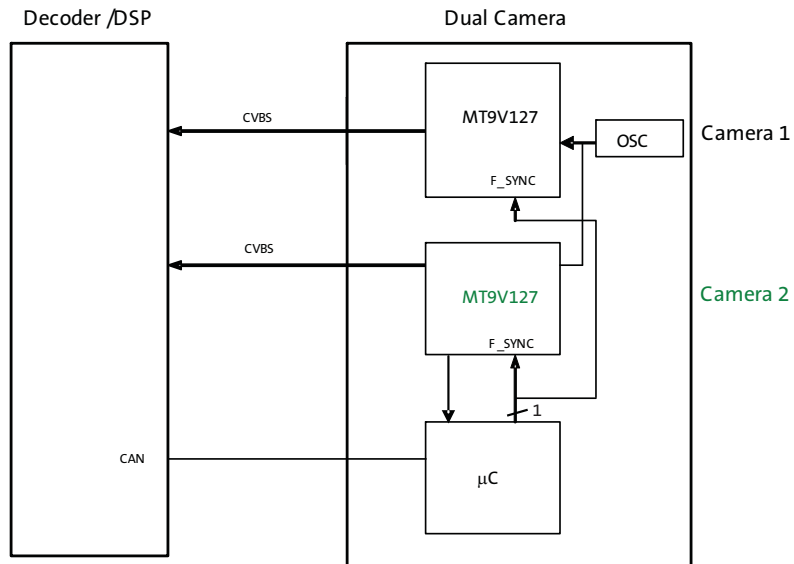 Decoder /DSP
Dual Camera
CVBS
MT9V127
OSC
Camera 1
F_SYNC
CVBS
MT9V127
Camera 2
F_SYNC
1
CAN
µC